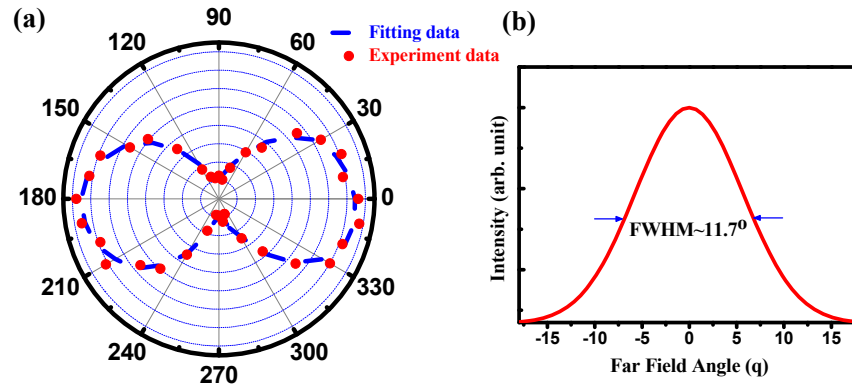 (a)
90
120
60
Fitting data
Experiment data
150
30
180
0
210
330
240
300
270
(b)
Intensity (arb. unit)
FWHM~11.7º
-15 -10 -5 0 5 10 15
Far Field Angle (q)